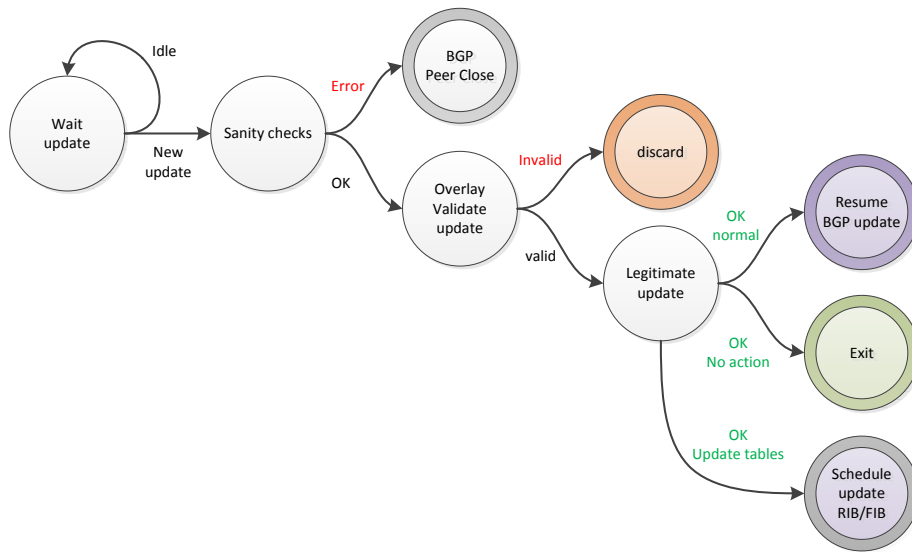 Idle
Wait
update
New
update
Sanity checks
Error
BGP
Peer Close
OK
Overlay
Validate
update
Invalid
discard
valid
Legitimate
update
OK
normal
Resume
BGP update
OK
No action
Exit
OK
Update tables
Schedule
update
RIB/FIB